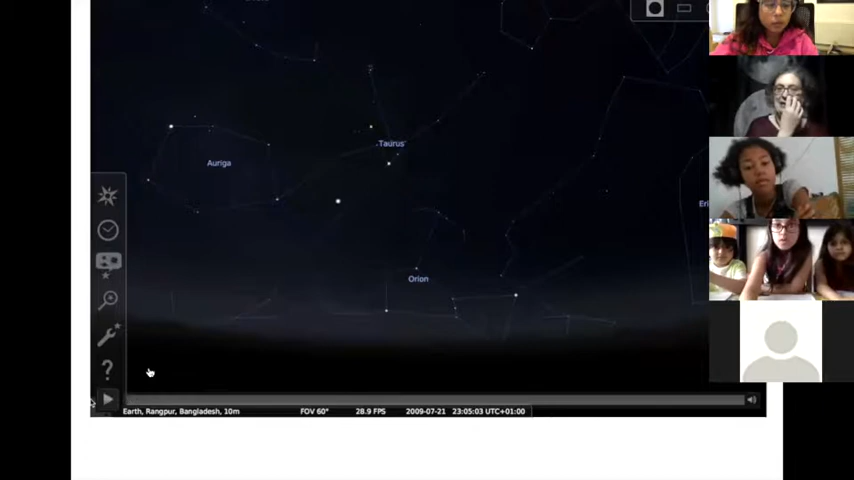 Taurus
Auriga
Eri
Orion
?
Earth, Rangpur, Bangladesh, 10m FOV 60° 28.9 FPS 2009-07-21 23:05:03 UTC+01:00